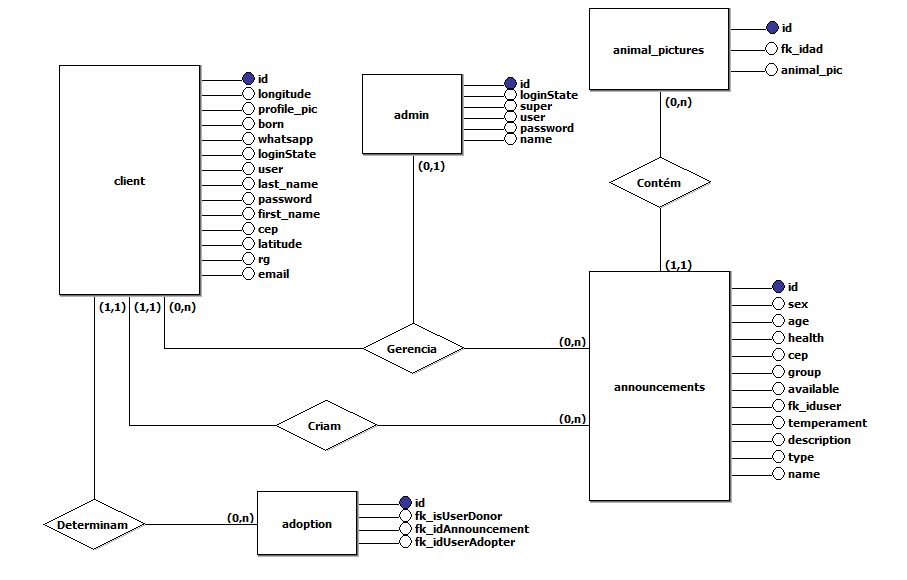 client
id
longitude
profile_pic
born
whatsapp
loginState
user
last_name
password
first_name
cep
latitude
rg
email
(1,1)
(1,1)
(0,n)
admin
id
loginState
super
user
password
name
(0,1)
animal_pictures
id
fk_idad
animal_pic
(0,n)
Contém
(1,1)
announcements
id
sex
age
health
cep
group
available
fk_iduser
temperament
description
type
name
Gerencia
(0,n)
Criam
(0,n)
Determinam
(0,n)
adoption
id
fk_isUserDonor
fk_idAnnouncement
fk_idUserAdopter